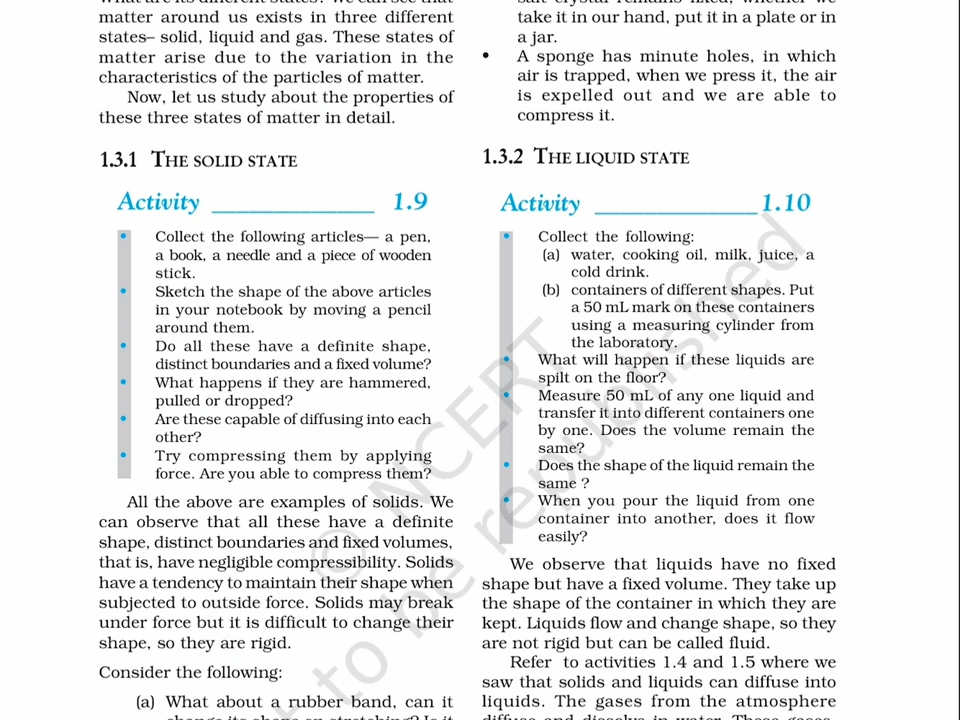 matter around us exists in three different
states– solid, liquid and gas. These states of
matter arise due to the variation in the
characteristics of the particles of matter.
Now, let us study about the properties of
these three states of matter in detail.
1.3.1 THE SOLID STATE
Activity ______________ 1.9
• Collect the following articles— a pen,
a book, a needle and a piece of wooden
stick.
• Sketch the shape of the above articles
in your notebook by moving a pencil
around them.
• Do all these have a definite shape,
distinct boundaries and a fixed volume?
• What happens if they are hammered,
pulled or dropped?
• Are these capable of diffusing into each
other?
• Try compressing them by applying
force. Are you able to compress them?
All the above are examples of solids. We
can observe that all these have a definite
shape, distinct boundaries and fixed volumes,
that is, have negligible compressibility. Solids
have a tendency to maintain their shape when
subjected to outside force. Solids may break
under force but it is difficult to change their
shape, so they are rigid.
Consider the following:
(a) What about a rubber band, can it
take it in our hand, put it in a plate or in
a jar.
• A sponge has minute holes, in which
air is trapped, when we press it, the air
is expelled out and we are able to
compress it.
1.3.2 THE LIQUID STATE
Activity ______________ 1.10
• Collect the following:
(a) water, cooking oil, milk, juice, a
cold drink.
(b) containers of different shapes. Put
a 50 mL mark on these containers
using a measuring cylinder from
the laboratory.
• What will happen if these liquids are
spilt on the floor?
• Measure 50 mL of any one liquid and
transfer it into different containers one
by one. Does the volume remain the
same?
• Does the shape of the liquid remain the
same ?
• When you pour the liquid from one
container into another, does it flow
easily?
We observe that liquids have no fixed
shape but have a fixed volume. They take up
the shape of the container in which they are
kept. Liquids flow and change shape, so they
are not rigid but can be called fluid.
Refer to activities 1.4 and 1.5 where we
saw that solids and liquids can diffuse into
liquids. The gases from the atmosphere
© NCERT
to be republished